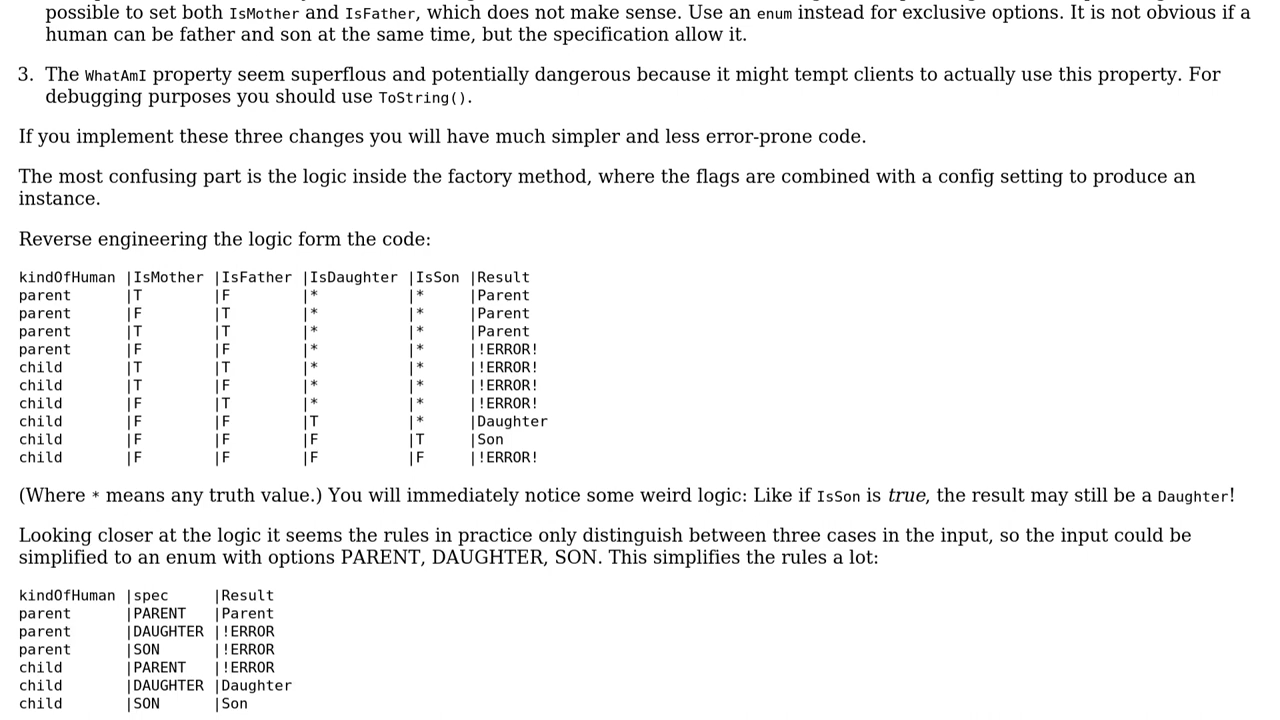 possible to set both IsMother and IsFather, which does not make sense. Use an enum instead for exclusive options. It is not obvious if a
human can be father and son at the same time, but the specification allow it.
3. The WhatAmI property seem superflous and potentially dangerous because it might tempt clients to actually use this property. For
debugging purposes you should use ToString().
If you implement these three changes you will have much simpler and less error-prone code.
The most confusing part is the logic inside the factory method, where the flags are combined with a config setting to produce an
instance.
Reverse engineering the logic form the code:
kindOfHuman |IsMother |IsFather |IsDaughter |IsSon |Result
parent      |T        |F        |*          |*     |Parent
parent      |F        |T        |*          |*     |Parent
parent      |T        |T        |*          |*     |Parent
parent      |F        |F        |*          |*     |!ERROR!
child       |T        |T        |*          |*     |!ERROR!
child       |T        |F        |*          |*     |!ERROR!
child       |F        |T        |*          |*     |!ERROR!
child       |F        |F        |T          |*     |Daughter
child       |F        |F        |F          |T     |Son
child       |F        |F        |F          |F     |!ERROR!
(Where * means any truth value.) You will immediately notice some weird logic: Like if IsSon is true, the result may still be a Daughter!
Looking closer at the logic it seems the rules in practice only distinguish between three cases in the input, so the input could be
simplified to an enum with options PARENT, DAUGHTER, SON. This simplifies the rules a lot:
kindOfHuman |spec     |Result
parent      |PARENT   |Parent
parent      |DAUGHTER |!ERROR
parent      |SON      |!ERROR
child       |PARENT   |!ERROR
child       |DAUGHTER |Daughter
child       |SON      |Son